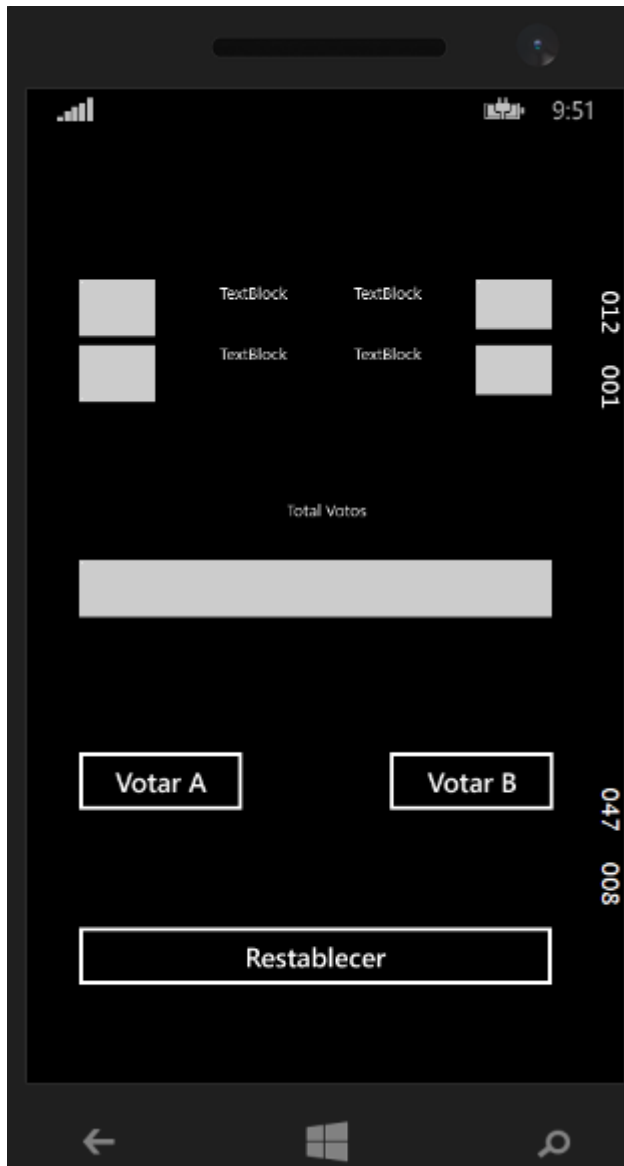 9:51
TextBlock TextBlock
012
TextBlock TextBlock
001
Total Votos
Votar A Votar B
047
008
Restablecer